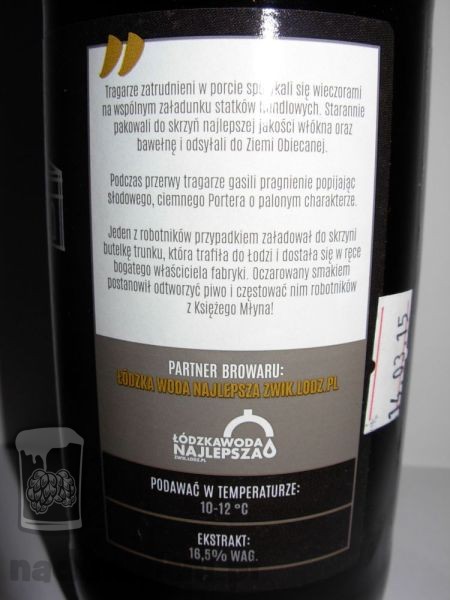 Tragarze zatrudnieni w porcie spotykali się wieczorami
na wspólnym załadunku statków handlowych. Starannie
pakowali do skrzyń najlepszej jakości włókna oraz
bawełnę i odsyłali do Ziemi Obiecanej.
Podczas przerwy tragarze gasili pragnienie popijając
słodowego, ciemnego Portera o palonym charakterze.
Jeden z robotników przypadkiem załadował do skrzyni
butelkę trunku, która trafiła do Łodzi i dostała się w ręce
bogatego właściciela fabryki. Oczarowany smakiem
postanowił odtworzyć piwo i częstować nim robotników
z Księżego Młyna!
PARTNER BROWARU:
ŁÓDZKA WODA NAJLEPSZA ZWIK.LODZ.PL
ŁÓDZKAWODA
NAJLEPSZA
ZWIK.LODZ.PL
PODAWAĆ W TEMPERATURZE:
10-12 °C
EKSTRAKT:
16,5% WAG.
14.03.15